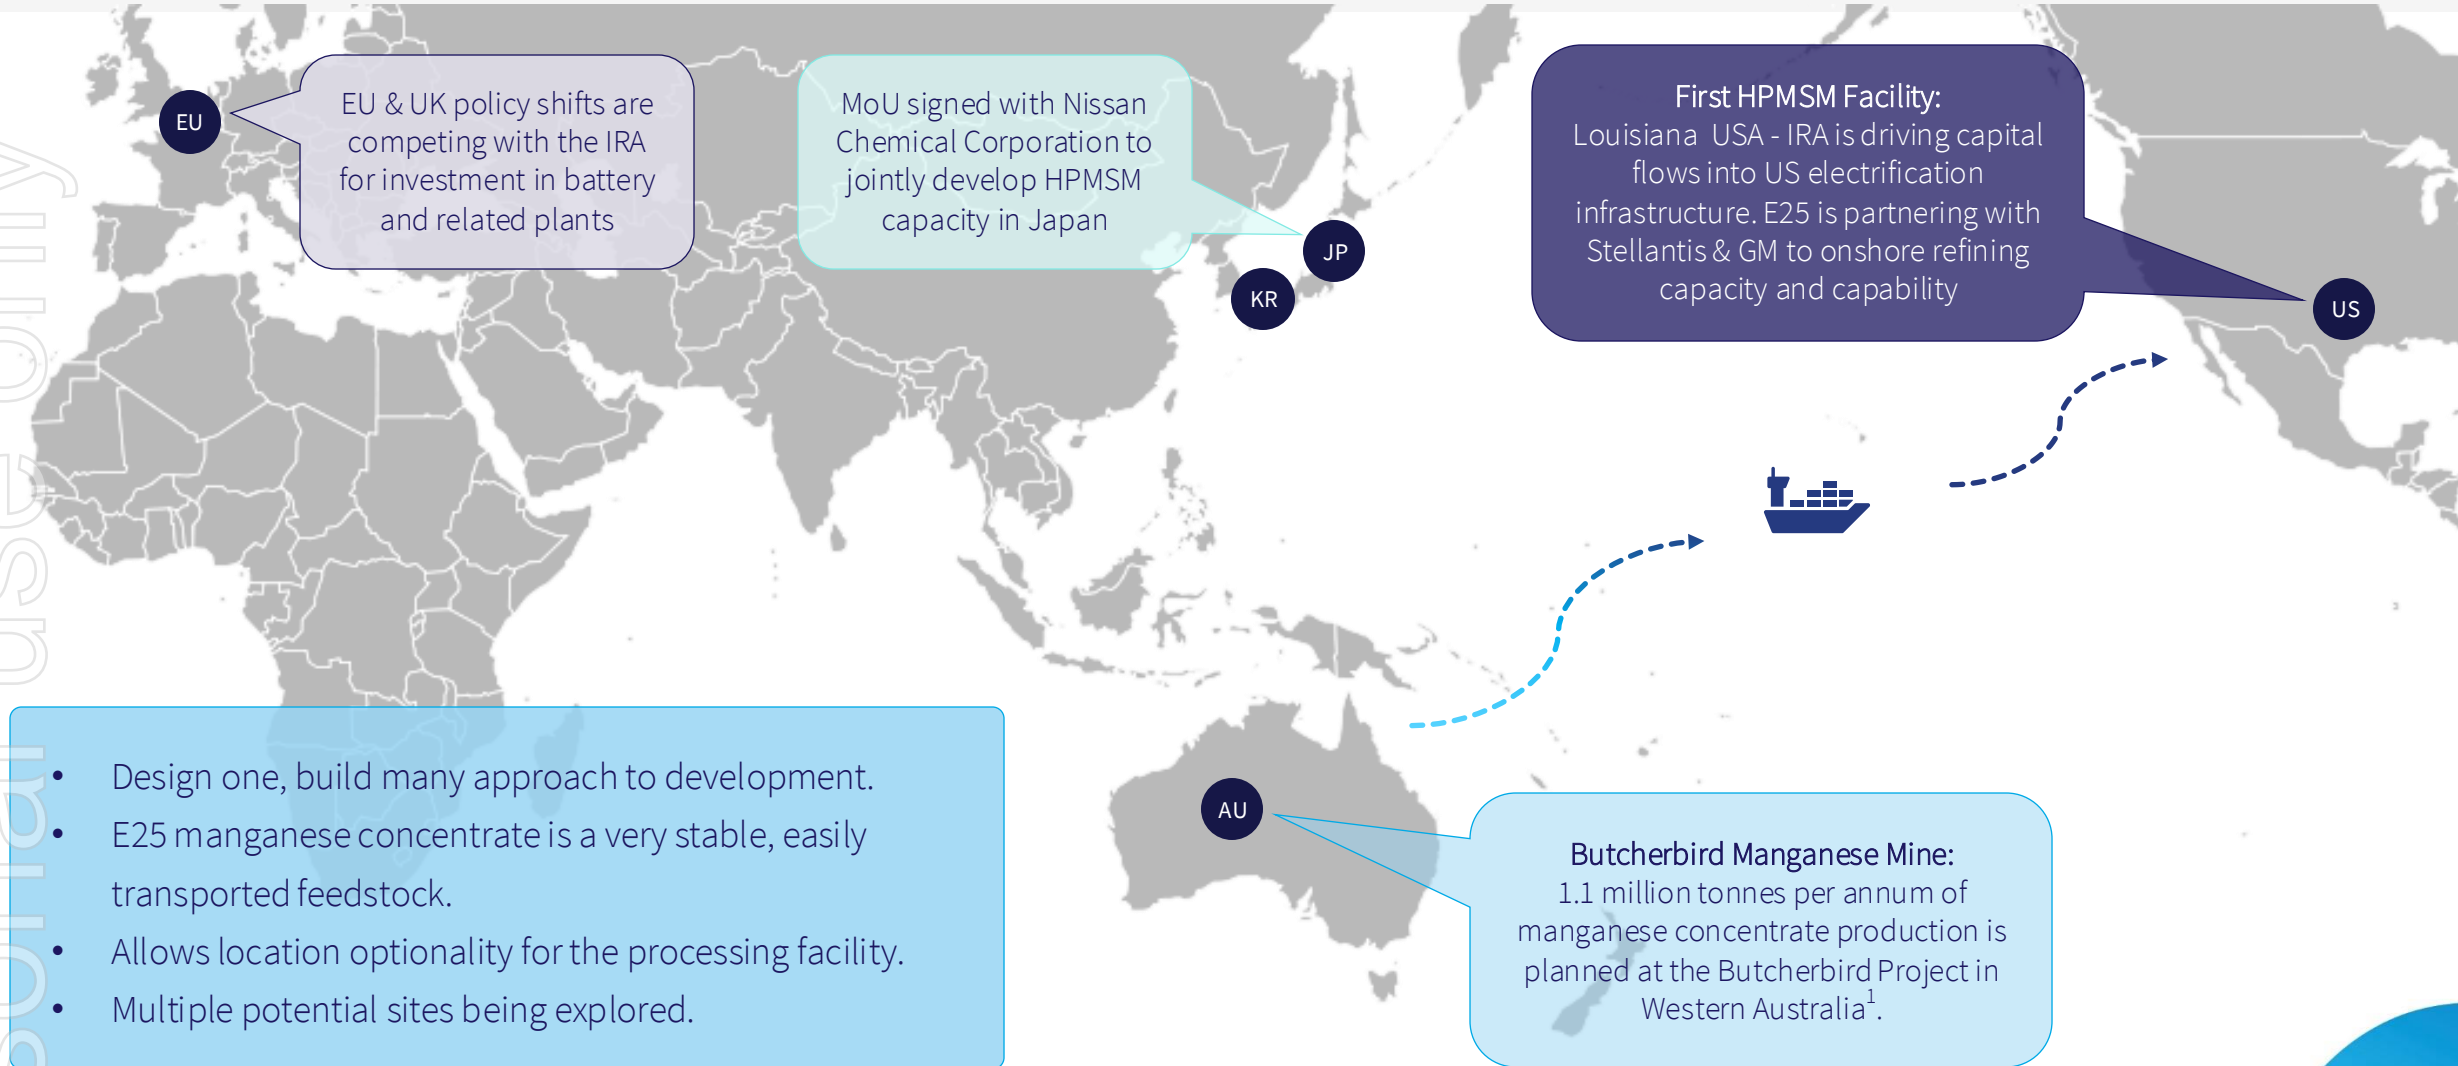 EU
EU & UK policy shifts are
competing with the IRA
for investment in battery
and related plants
MoU signed with Nissan
Chemical Corporation to
jointly develop HPMSM
capacity in Japan
JP
KR
First HPMSM Facility:
Louisiana USA - IRA is driving capital
flows into US electrification
infrastructure. E25 is partnering with
Stellantis & GM to onshore refining
capacity and capability
US
• Design one, build many approach to development.
• E25 manganese concentrate is a very stable, easily
transported feedstock.
• Allows location optionality for the processing facility.
• Multiple potential sites being explored.
AU
Butcherbird Manganese Mine:
1.1 million tonnes per annum of
manganese concentrate production is
planned at the Butcherbird Project in
Western Australia¹.
use only